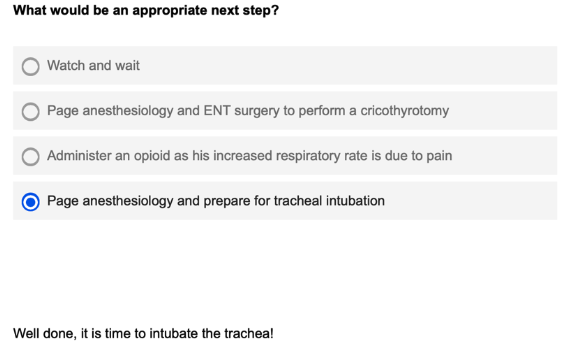 What would be an appropriate next step?
Watch and wait
Page anesthesiology and ENT surgery to perform a cricothyrotomy
Administer an opioid as his increased respiratory rate is due to pain
Page anesthesiology and prepare for tracheal intubation
Well done, it is time to intubate the trachea!